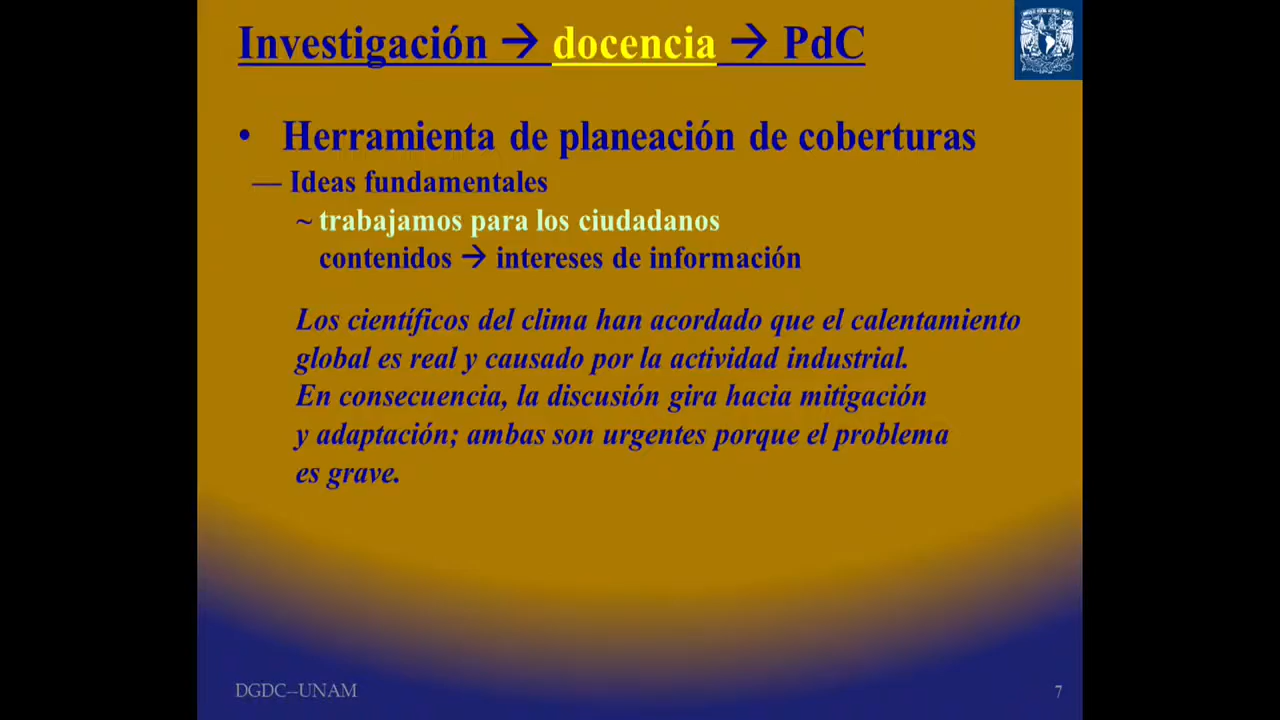 Investigación → docencia → PdC
• Herramienta de planeación de coberturas
— Ideas fundamentales
~ trabajamos para los ciudadanos
contenidos → intereses de información
Los científicos del clima han acordado que el calentamiento
global es real y causado por la actividad industrial.
En consecuencia, la discusión gira hacia mitigación
y adaptación; ambas son urgentes porque el problema
es grave.
DGDC--UNAM
7